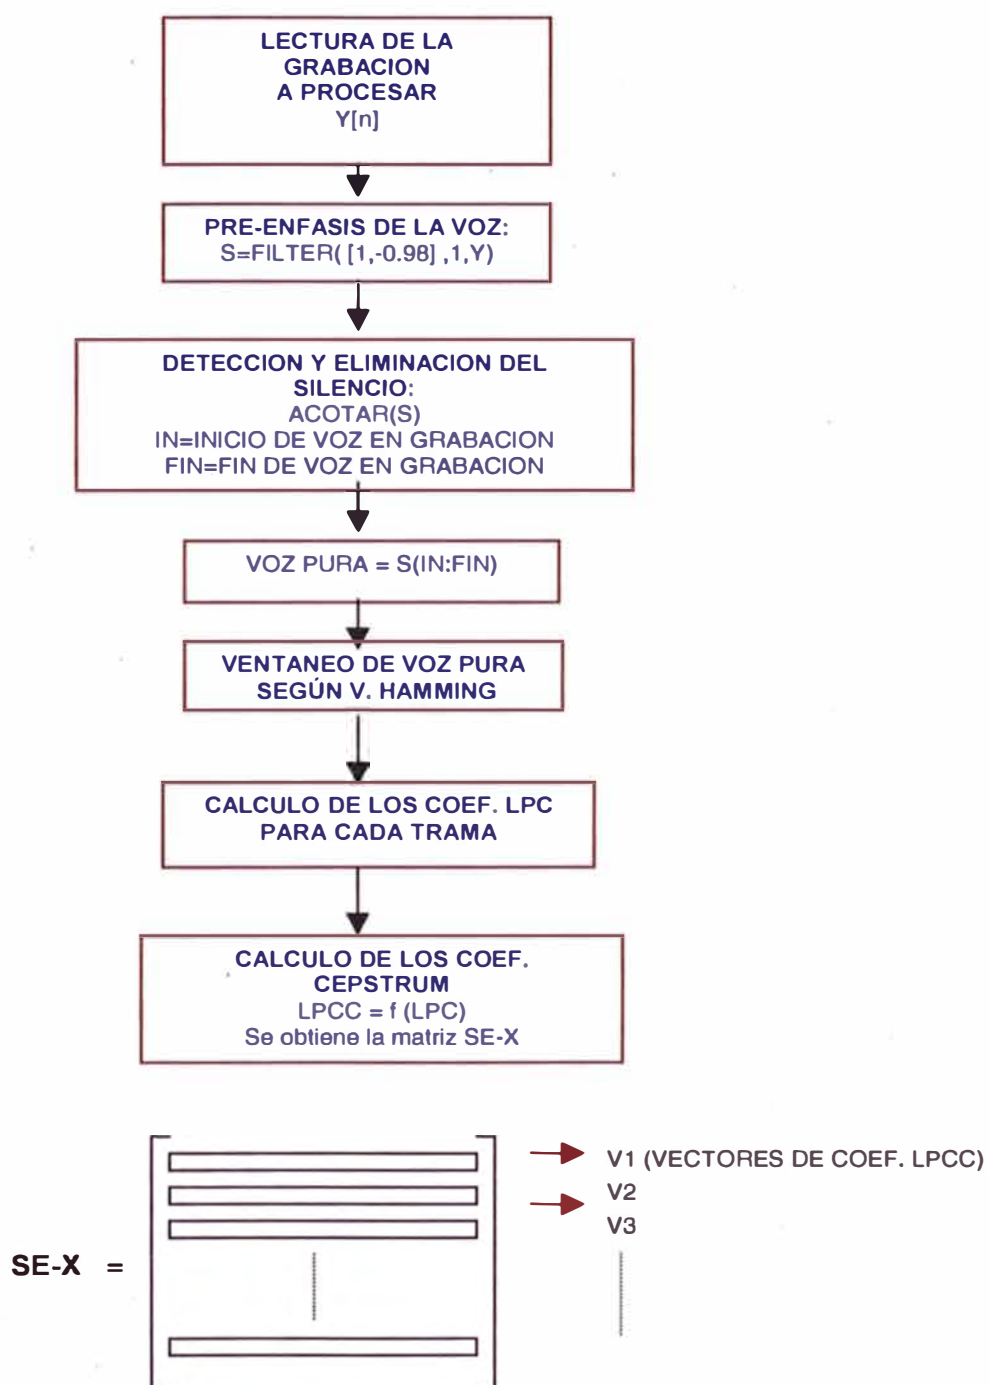 LECTURA DE LA
GRABACION
A PROCESAR
Y[n]
PRE-ENFASIS DE LA VOZ:
S=FILTER( [1,-0.98] ,1,Y)
DETECCION Y ELIMINACION DEL
SILENCIO:
ACOTAR(S)
IN=INICIO DE VOZ EN GRABACION
FIN=FIN DE VOZ EN GRABACION
VOZ PURA = S(IN:FIN)
VENTANEO DE VOZ PURA
SEGÚN V. HAMMING
CALCULO DE LOS COEF. LPC
PARA CADA TRAMA
CALCULO DE LOS COEF.
CEPSTRUM
LPCC = f (LPC)
Se obtiene la matriz SE-X
V1 (VECTORES DE COEF. LPCC)
V2
V3
SE-X =